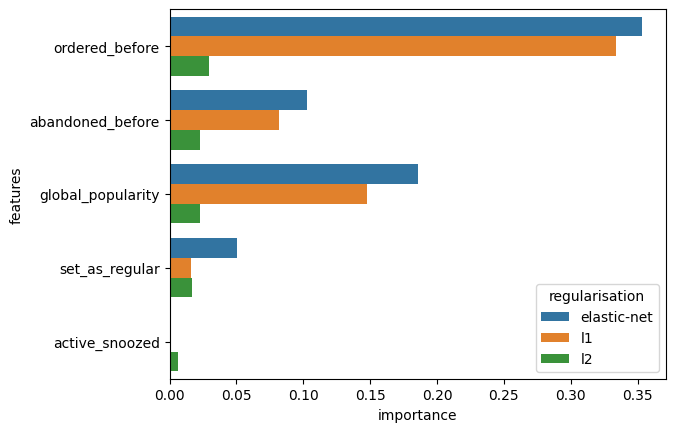 ordered_before
abandoned_before
global_popularity
set_as_regular
active_snoozed
features
0.00 0.05 0.10 0.15 0.20 0.25 0.30 0.35
importance
regularisation
elastic-net
l1
l2